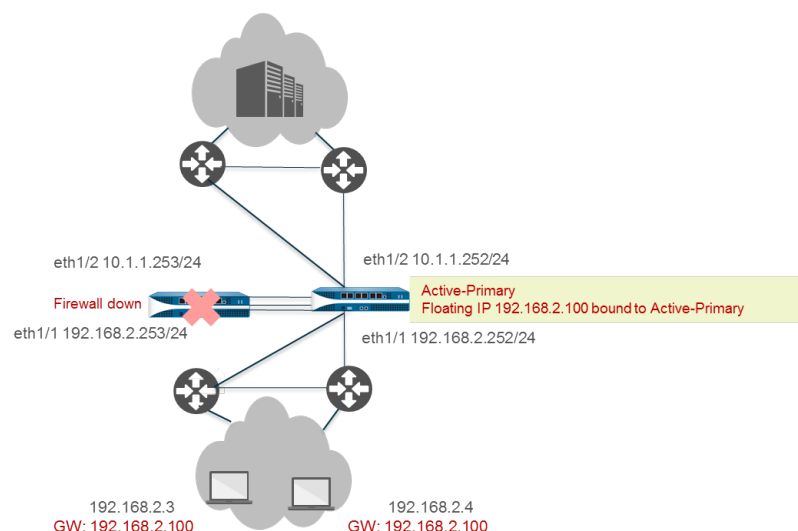 eth1/2 10.1.1.253/24
eth1/2 10.1.1.252/24
Firewall down
Active-Primary
Floating IP 192.168.2.100 bound to Active-Primary
eth1/1 192.168.2.253/24
eth1/1 192.168.2.252/24
192.168.2.3
GW: 192.168.2.100
192.168.2.4
GW: 192.168.2.100